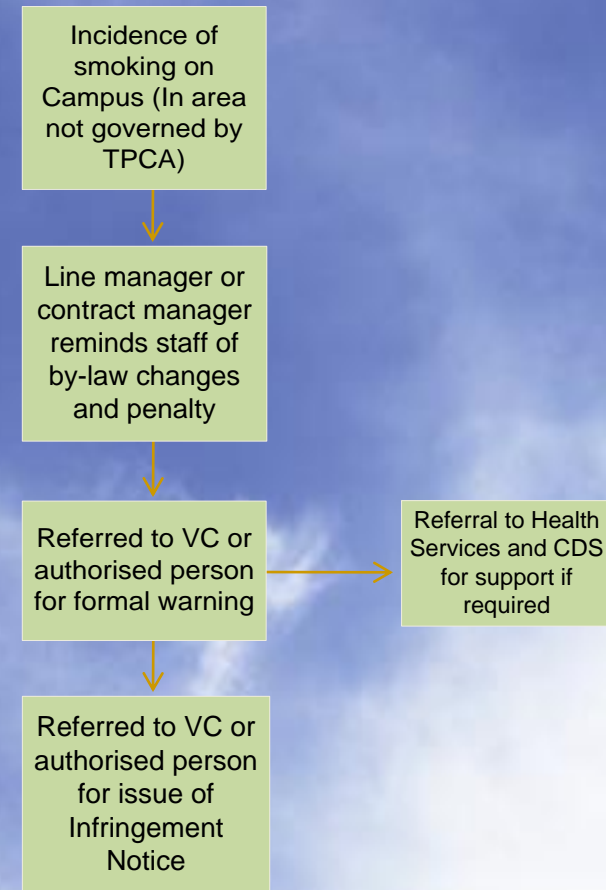 Incidence of
smoking on
Campus (In area
not governed by
TPCA)
Line manager or
contract manager
reminds staff of
by-law changes
and penalty
Referred to VC or
authorised person
for formal warning
Referral to Health
Services and CDS
for support if
required
Referred to VC or
authorised person
for issue of
Infringement
Notice